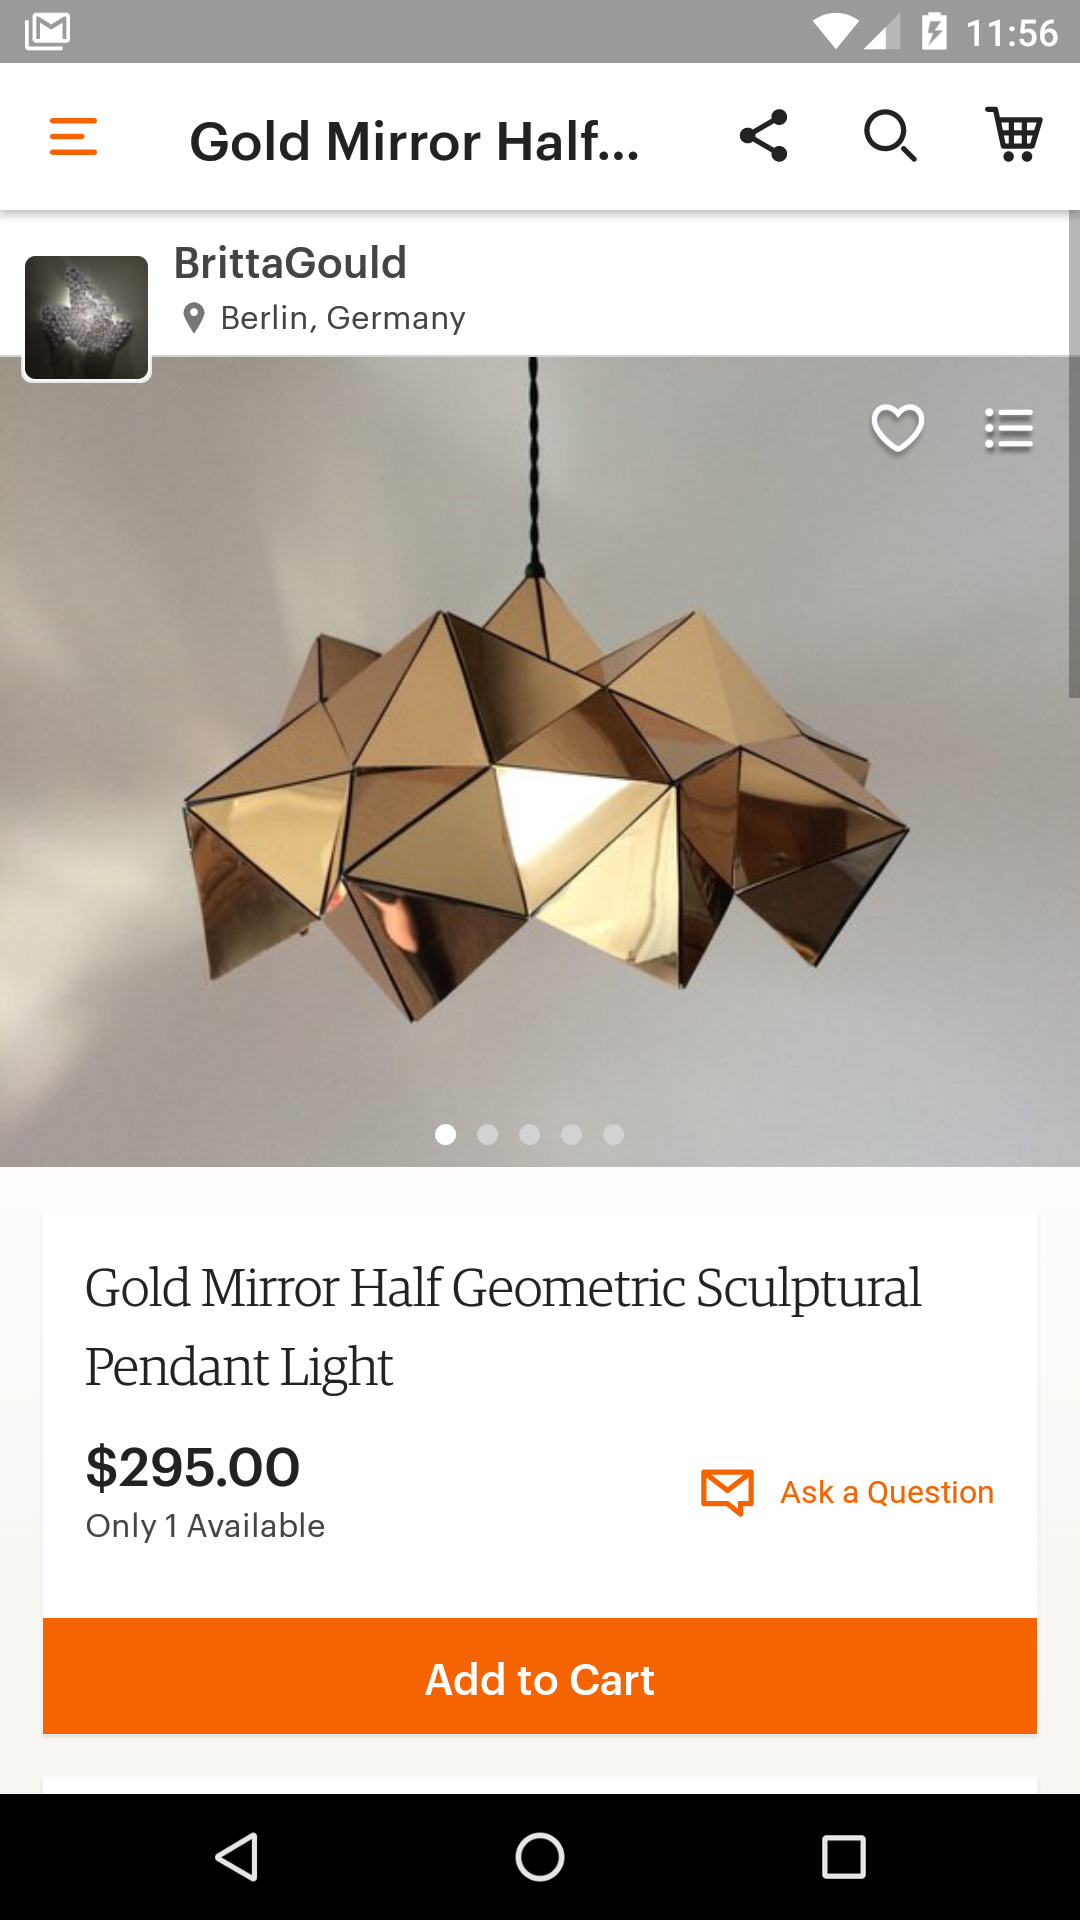 11:56
Gold Mirror Half...
BrittaGould
Berlin, Germany
Gold Mirror Half Geometric Sculptural
Pendant Light
$295.00
Only 1 Available
Ask a Question
Add to Cart